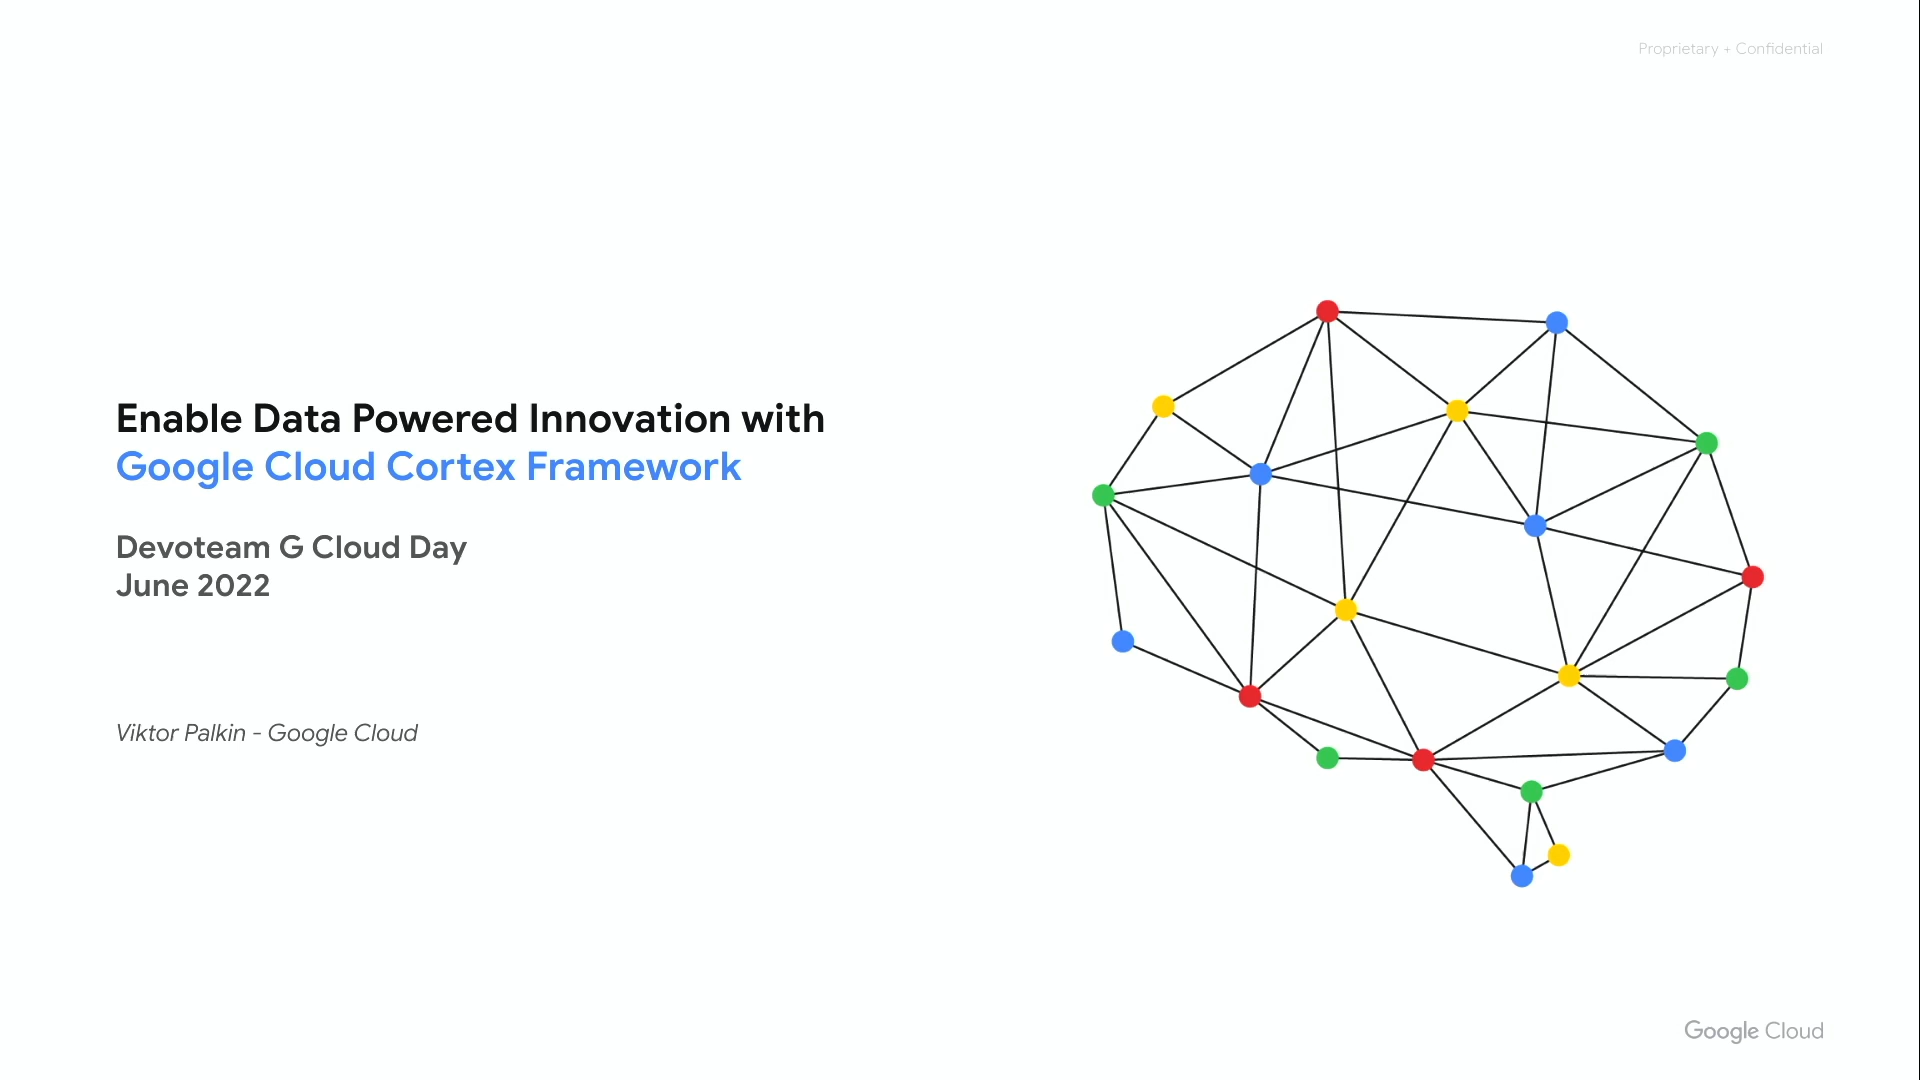 Proprietary + Confidential
Enable Data Powered Innovation with
Google Cloud Cortex Framework
Devoteam G Cloud Day
June 2022
Viktor Palkin - Google Cloud
Google Cloud